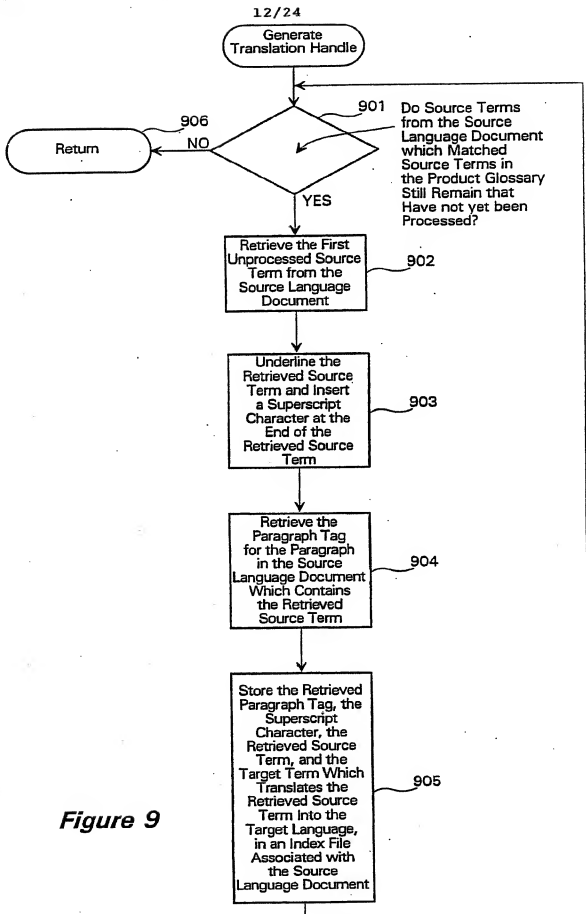 12/24
Generate
Translation Handle
906
Return
NO
901
Do Source Terms
from the Source
Language Document
which Matched
Source Terms in
the Product Glossary
Still Remain that
Have not yet been
Processed?
YES
Retrieve the First
Unprocessed Source
Term from the
Source Language
Document
902
Underline the
Retrieved Source
Term and Insert
a Superscript
Character at the
End of the
Retrieved Source
Term
903
Retrieve the
Paragraph Tag
for the Paragraph
in the Source
Language Document
Which Contains
the Retrieved
Source Term
904
Store the Retrieved
Paragraph Tag, the
Superscript
Character, the
Retrieved Source
Term, and the
Target Term Which
Translates the
Retrieved Source
Term Into the
Target Language,
in an Index File
Associated with
the Source
Language Document
905
Figure 9